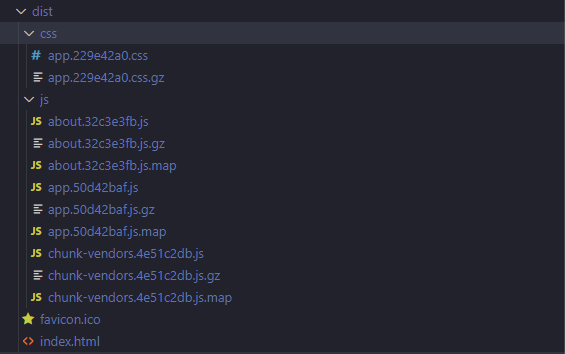 dist
css
# app.229e42a0.css
app.229e42a0.css.gz
js
JS about.32c3e3fb.js
about.32c3e3fb.js.gz
JS about.32c3e3fb.js.map
JS app.50d42baf.js
app.50d42baf.js.gz
JS app.50d42baf.js.map
JS chunk-vendors.4e51c2db.js
chunk-vendors.4e51c2db.js.gz
JS chunk-vendors.4e51c2db.js.map
favicon.ico
<> index.html